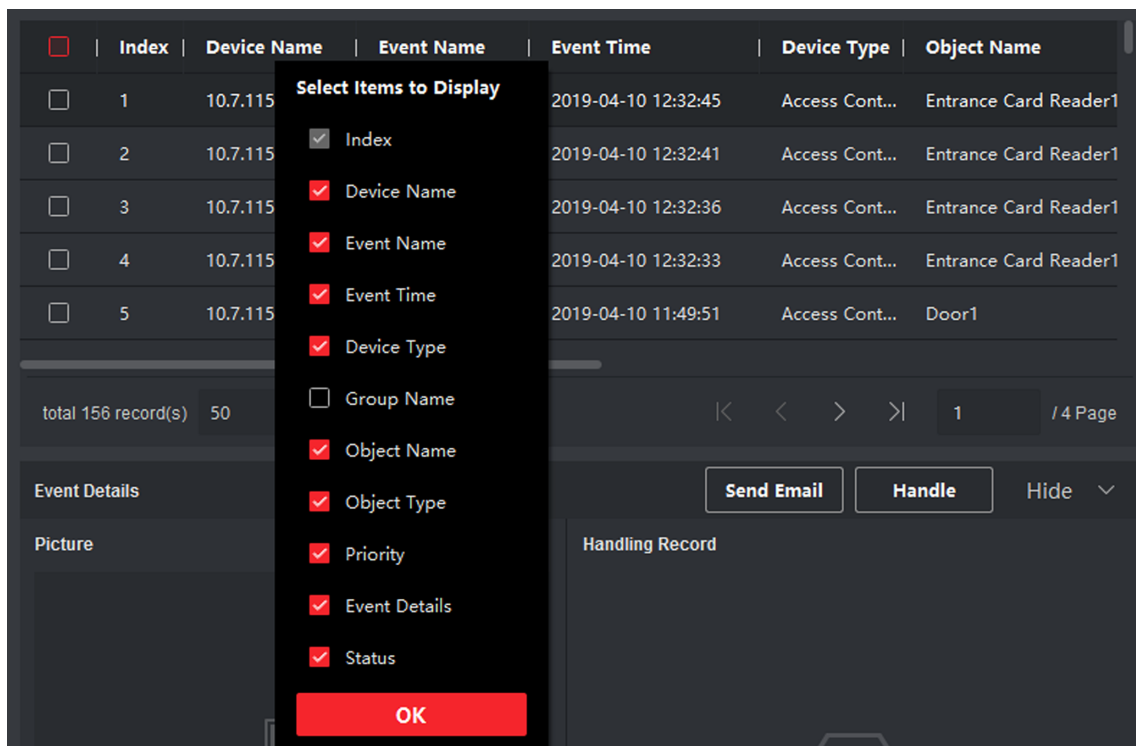 Index Device Name Event Name Event Time Device Type Object Name
1 10.7.115 2019-04-10 12:32:45 Access Cont... Entrance Card Reader1
2 10.7.115 2019-04-10 12:32:41 Access Cont... Entrance Card Reader1
3 10.7.115 2019-04-10 12:32:36 Access Cont... Entrance Card Reader1
4 10.7.115 2019-04-10 12:32:33 Access Cont... Entrance Card Reader1
5 10.7.115 2019-04-10 11:49:51 Access Cont... Door1
Select Items to Display
Index
Device Name
Event Name
Event Time
Device Type
Group Name
Object Name
Object Type
Priority
Event Details
Status
OK
total 156 record(s) 50 1 / 4 Page
Event Details Send Email Handle Hide
Picture Handling Record